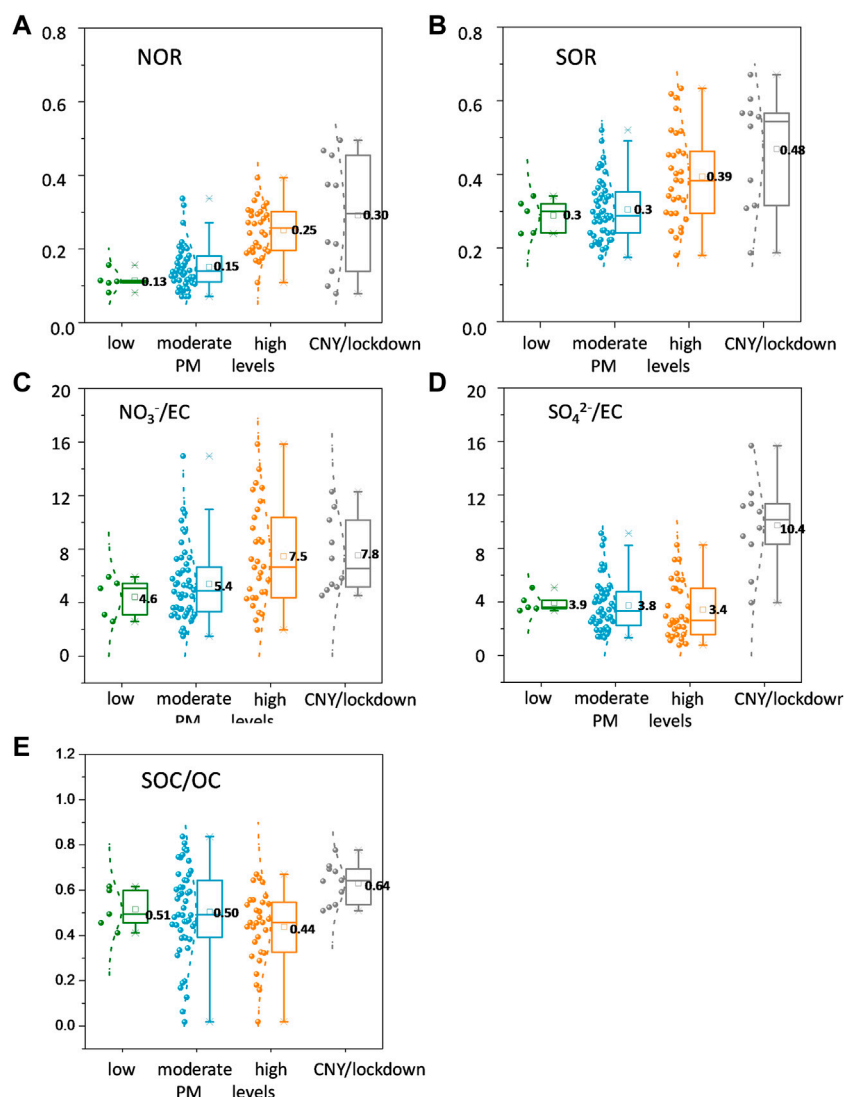 A
NOR
0.8
0.6
0.4
0.2
0.0
0.13
0.15
0.25
0.30
low moderate high CNY/lockdown
PM levels
B
SOR
0.8
0.6
0.4
0.2
0.0
0.3
0.3
0.39
0.48
low moderate high CNY/lockdown
PM levels
C
NO₃⁻/EC
20
16
12
8
4
0
4.6
5.4
7.5
7.8
low moderate high CNY/lockdown
PM levels
D
SO₄²⁻/EC
20
16
12
8
4
0
3.9
3.8
3.4
10.4
low moderate high CNY/lockdowr
PM levels
E
SOC/OC
1.2
1.0
0.8
0.6
0.4
0.2
0.0
0.51
0.50
0.44
0.64
low moderate high CNY/lockdown
PM levels